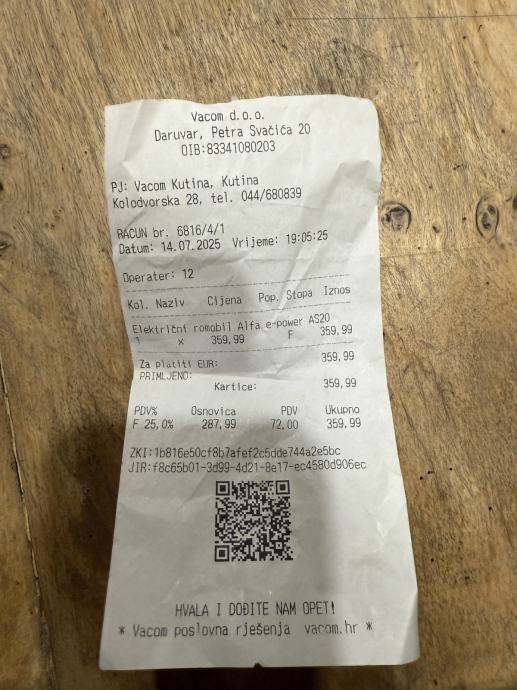 Vacom d.o.o.
Daruvar, Petra Svačića 20
OIB:83341080203
PJ: Vacom Kutina, Kutina
Kolodvorska 28, tel. 044/680839
RAČUN br. 6816/4/1
Datum: 14.07.2025 Vrijeme: 19:05:25
Operater: 12
Kol. Naziv Cijena Pop. Stopa Iznos
Električni romobil Alfa e-power AS20
1 x 359,99 F 359,99
Za platiti EUR: 359,99
PRIMLJENO:
Kartice: 359,99
PDV% Osnovica PDV Ukupno
F 25,0% 287,99 72,00 359,99
ZKI:1b816e50cf8b7afef2c5dde744a2e5bc
JIR:f8c65b01-3d99-4d21-8e17-ec4580d906ec
HVALA I DOĐITE NAM OPET!
* Vacom poslovna rješenja vacom.hr *